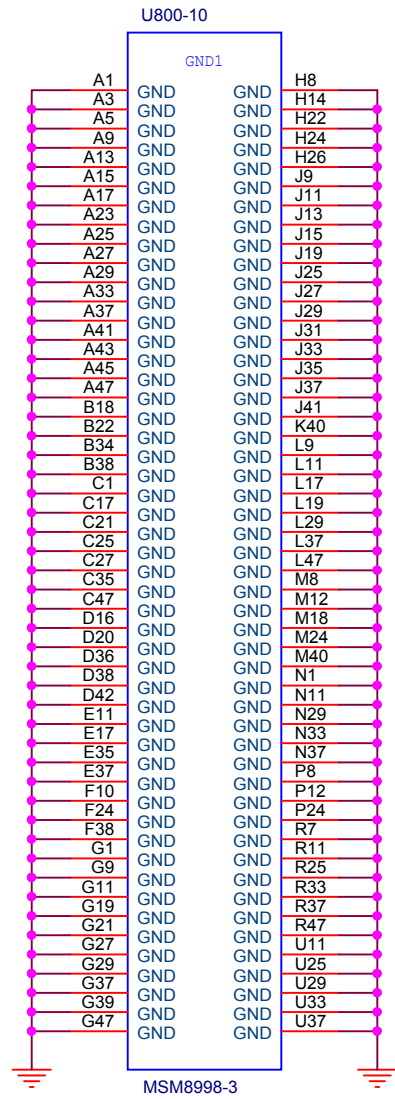 U800-10
GND1
A1 GND GND H8
A3 GND GND H14
A5 GND GND H22
A9 GND GND H24
A13 GND GND H26
A15 GND GND J9
A17 GND GND J11
A23 GND GND J13
A25 GND GND J15
A27 GND GND J19
A29 GND GND J25
A33 GND GND J27
A37 GND GND J29
A41 GND GND J31
A43 GND GND J33
A45 GND GND J35
A47 GND GND J37
B18 GND GND J41
B22 GND GND K40
B34 GND GND L9
B38 GND GND L11
C1 GND GND L17
C17 GND GND L19
C21 GND GND L29
C25 GND GND L37
C27 GND GND L47
C35 GND GND M8
C47 GND GND M12
D16 GND GND M18
D20 GND GND M24
D36 GND GND M40
D38 GND GND N1
D42 GND GND N11
E11 GND GND N29
E17 GND GND N33
E35 GND GND N37
E37 GND GND P8
F10 GND GND P12
F24 GND GND P24
F38 GND GND R7
G1 GND GND R11
G9 GND GND R25
G11 GND GND R33
G19 GND GND R37
G21 GND GND R47
G27 GND GND U11
G29 GND GND U25
G37 GND GND U29
G39 GND GND U33
G47 GND GND U37
MSM8998-3